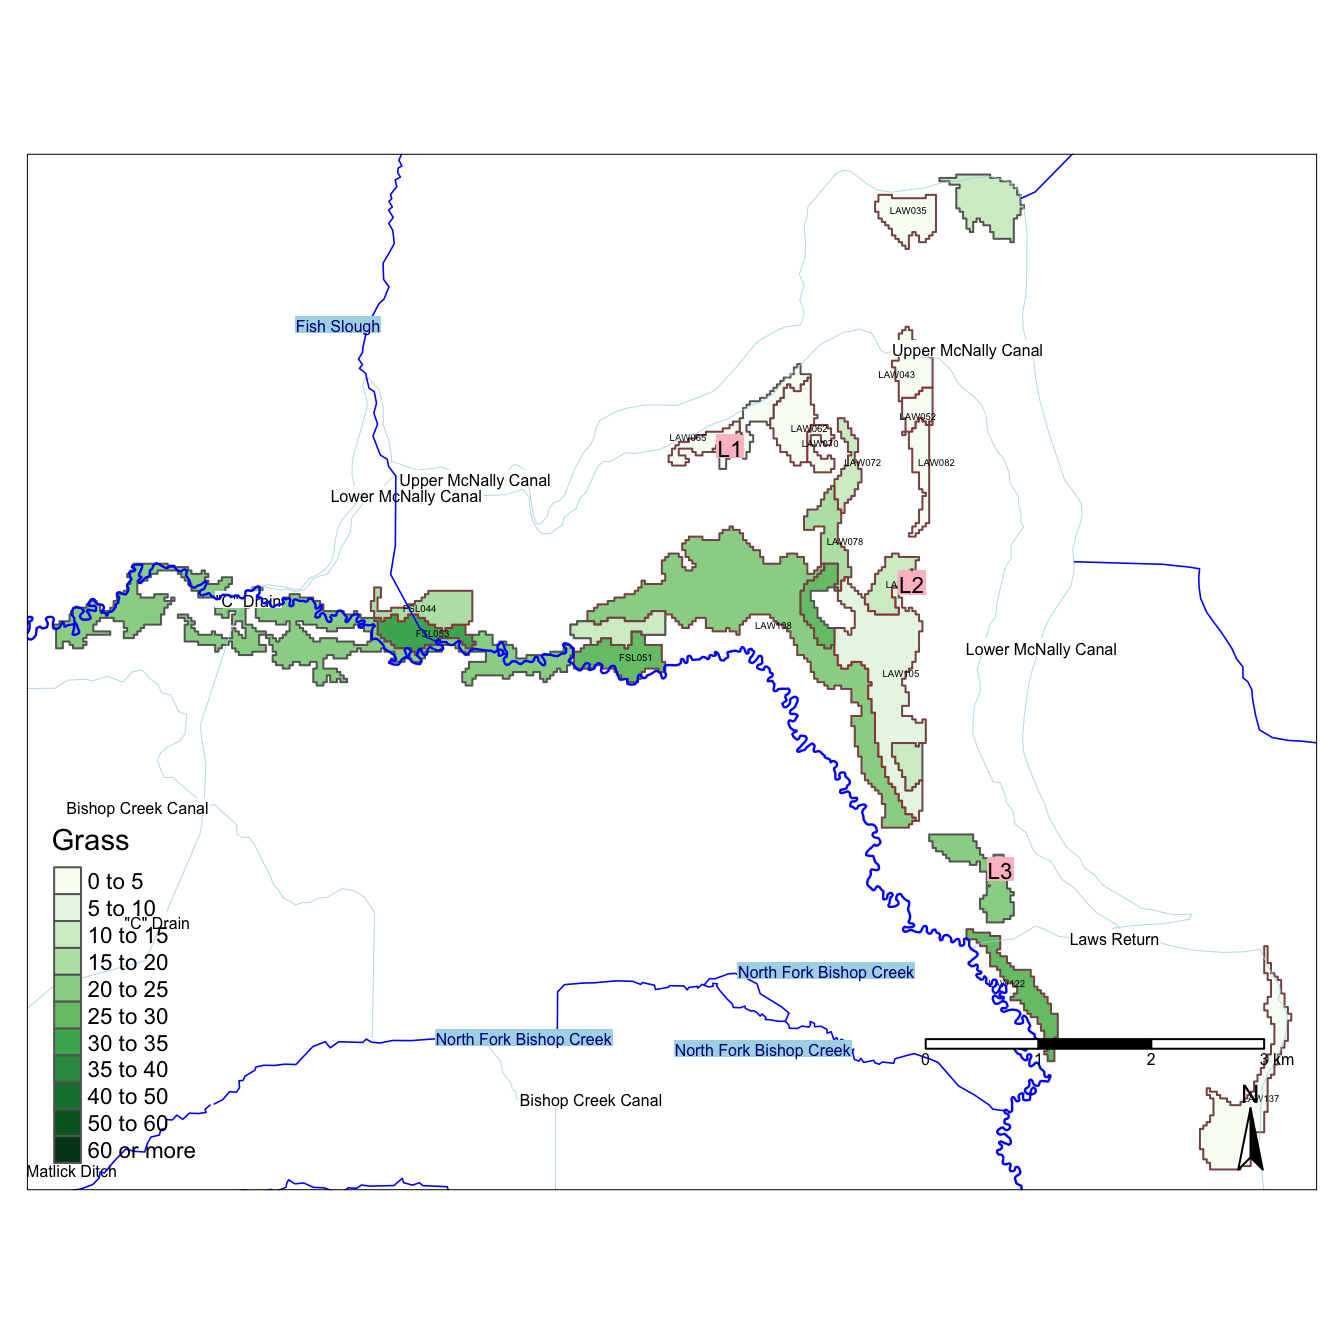 LAW035
Fish Slough
Upper McNally Canal
LAW043
LAW052
LAW062
LAW065
LAW070
L1
LAW072
LAW082
Upper McNally Canal
Lower McNally Canal
LAW078
L2
"C" Drain
FSL044
FSL053
LAW108
Lower McNally Canal
FSL051
LAW105
Bishop Creek Canal
Grass
0 to 5
5 to 10
10 to 15
15 to 20
20 to 25
25 to 30
30 to 35
35 to 40
40 to 50
50 to 60
60 or more
L3
"C" Drain
Laws Return
North Fork Bishop Creek
LAW122
North Fork Bishop Creek
North Fork Bishop Creek
0 1 2 3 km
N
LAW137
Bishop Creek Canal
Matlick Ditch